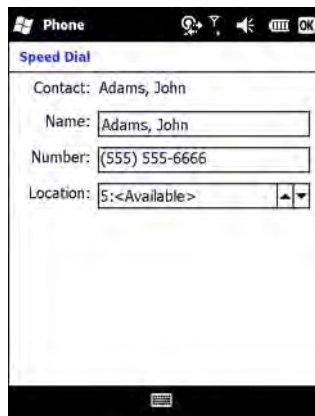 Phone
OK
Speed Dial
Contact: Adams, John
Name: Adams, John
Number: (555) 555-6666
Location: 5:<Available>